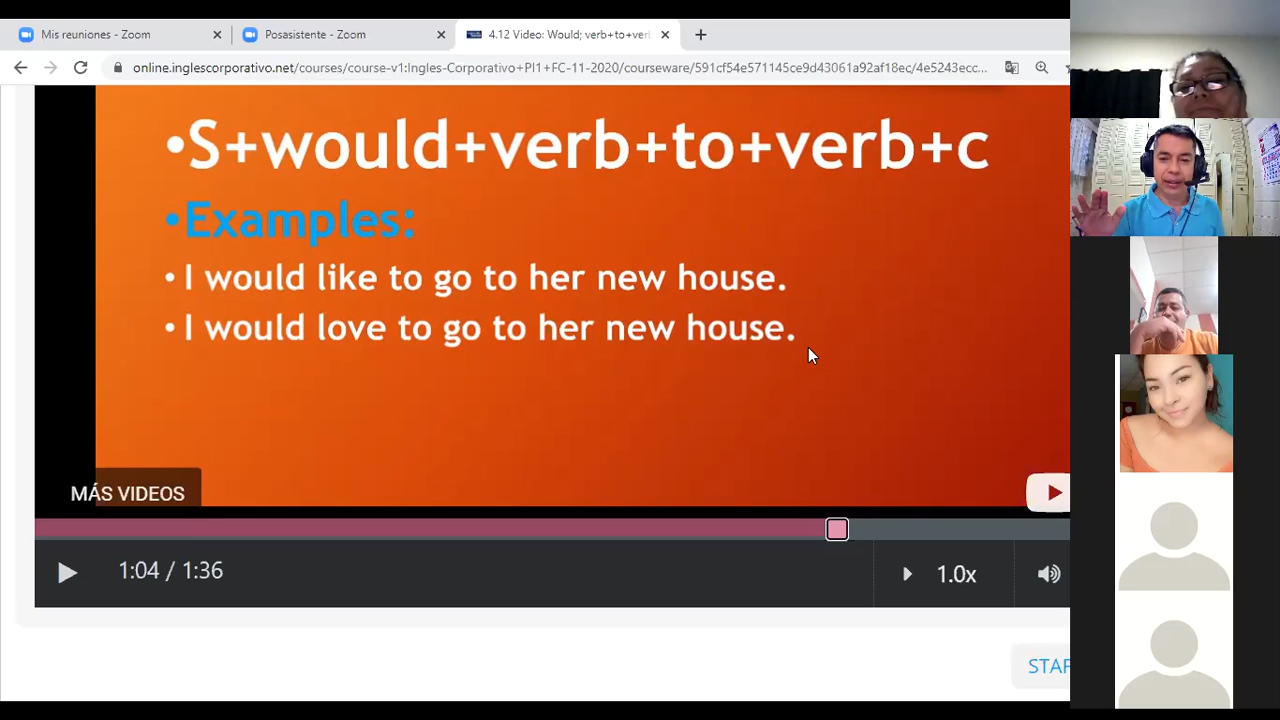 Mis reuniones - Zoom
Posasistente - Zoom
4.12 Video: Would; verb+to+ver
online.inglescorporativo.net/courses/course-v1:Ingles-Corporativo+PI1+FC-11-2020/courseware/591cf54e571145ce9d43061a92af18ec/4e5243ecc...
•S+would+verb+to+verb+c
•Examples:
• I would like to go to her new house.
• I would love to go to her new house.
MÁS VIDEOS
1:04 / 1:36
1.0x
STAR